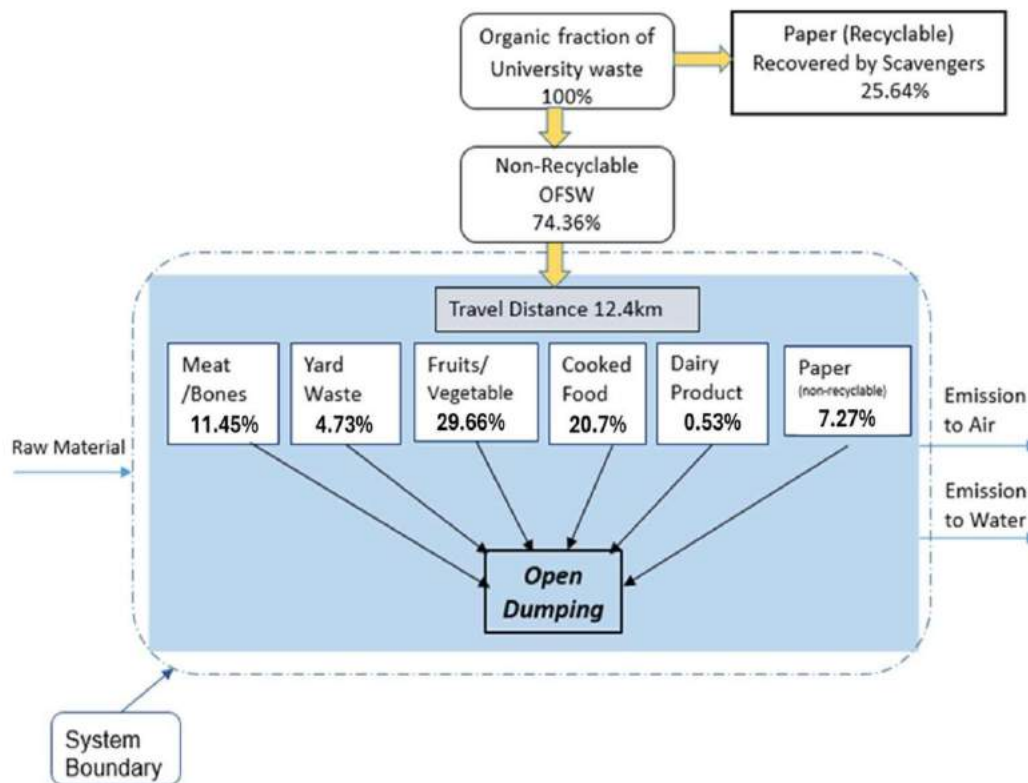 Organic fraction of
University waste
100%
Paper (Recyclable)
Recovered by Scavengers
25.64%
Non-Recyclable
OFSW
74.36%
Travel Distance 12.4km
Meat
/Bones
11.45%
Yard
Waste
4.73%
Fruits/
Vegetable
29.66%
Cooked
Food
20.7%
Dairy
Product
0.53%
Paper
(non-recyclable)
7.27%
Raw Material
Emission
to Air
Emission
to Water
Open
Dumping
System
Boundary